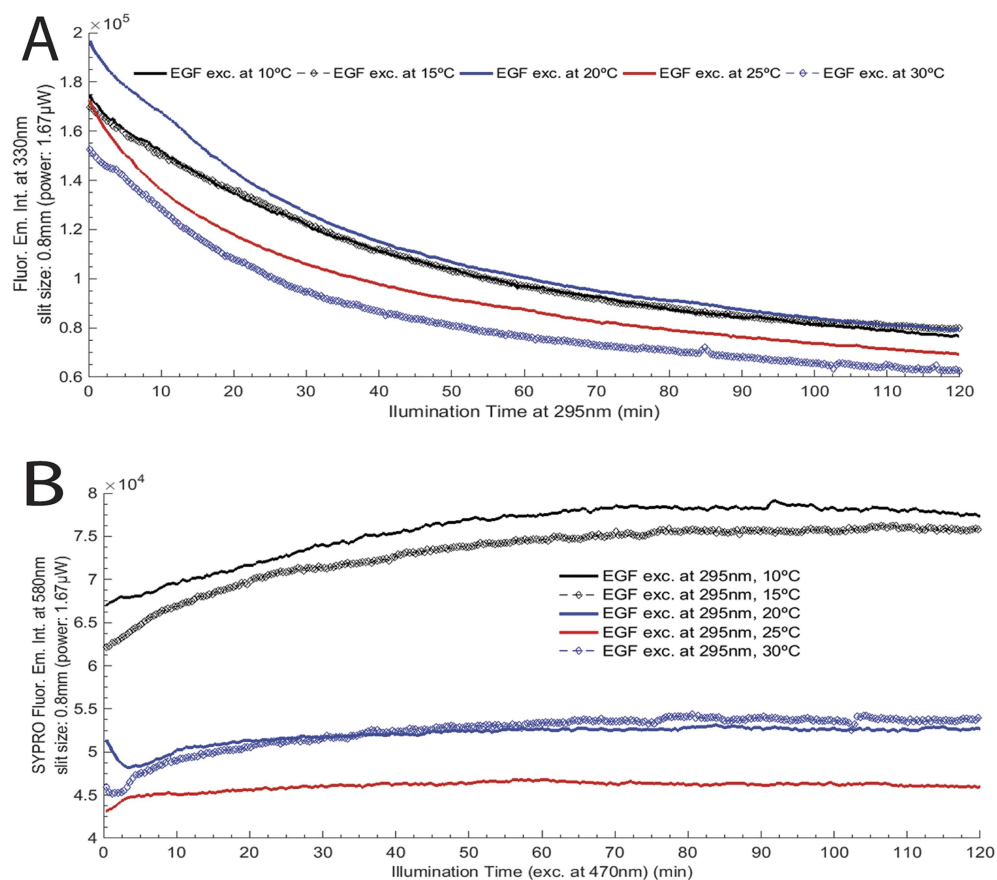 A
×10⁵
2
1.8
1.6
1.4
1.2
1
0.8
0.6
Fluor. Em. Int. at 330nm
slit size: 0.8mm (power: 1.67µW)
EGF exc. at 10ºC EGF exc. at 15ºC EGF exc. at 20ºC EGF exc. at 25ºC EGF exc. at 30ºC
0 10 20 30 40 50 60 70 80 90 100 110 120
Illumination Time at 295nm (min)
B
×10⁴
8
7.5
7
6.5
6
5.5
5
4.5
4
SYPRO Fluor. Em. Int. at 580nm
slit size: 0.8mm (power: 1.67µW)
EGF exc. at 295nm, 10ºC
EGF exc. at 295nm, 15ºC
EGF exc. at 295nm, 20ºC
EGF exc. at 295nm, 25ºC
EGF exc. at 295nm, 30ºC
0 10 20 30 40 50 60 70 80 90 100 110 120
Illumination Time (exc. at 470nm) (min)